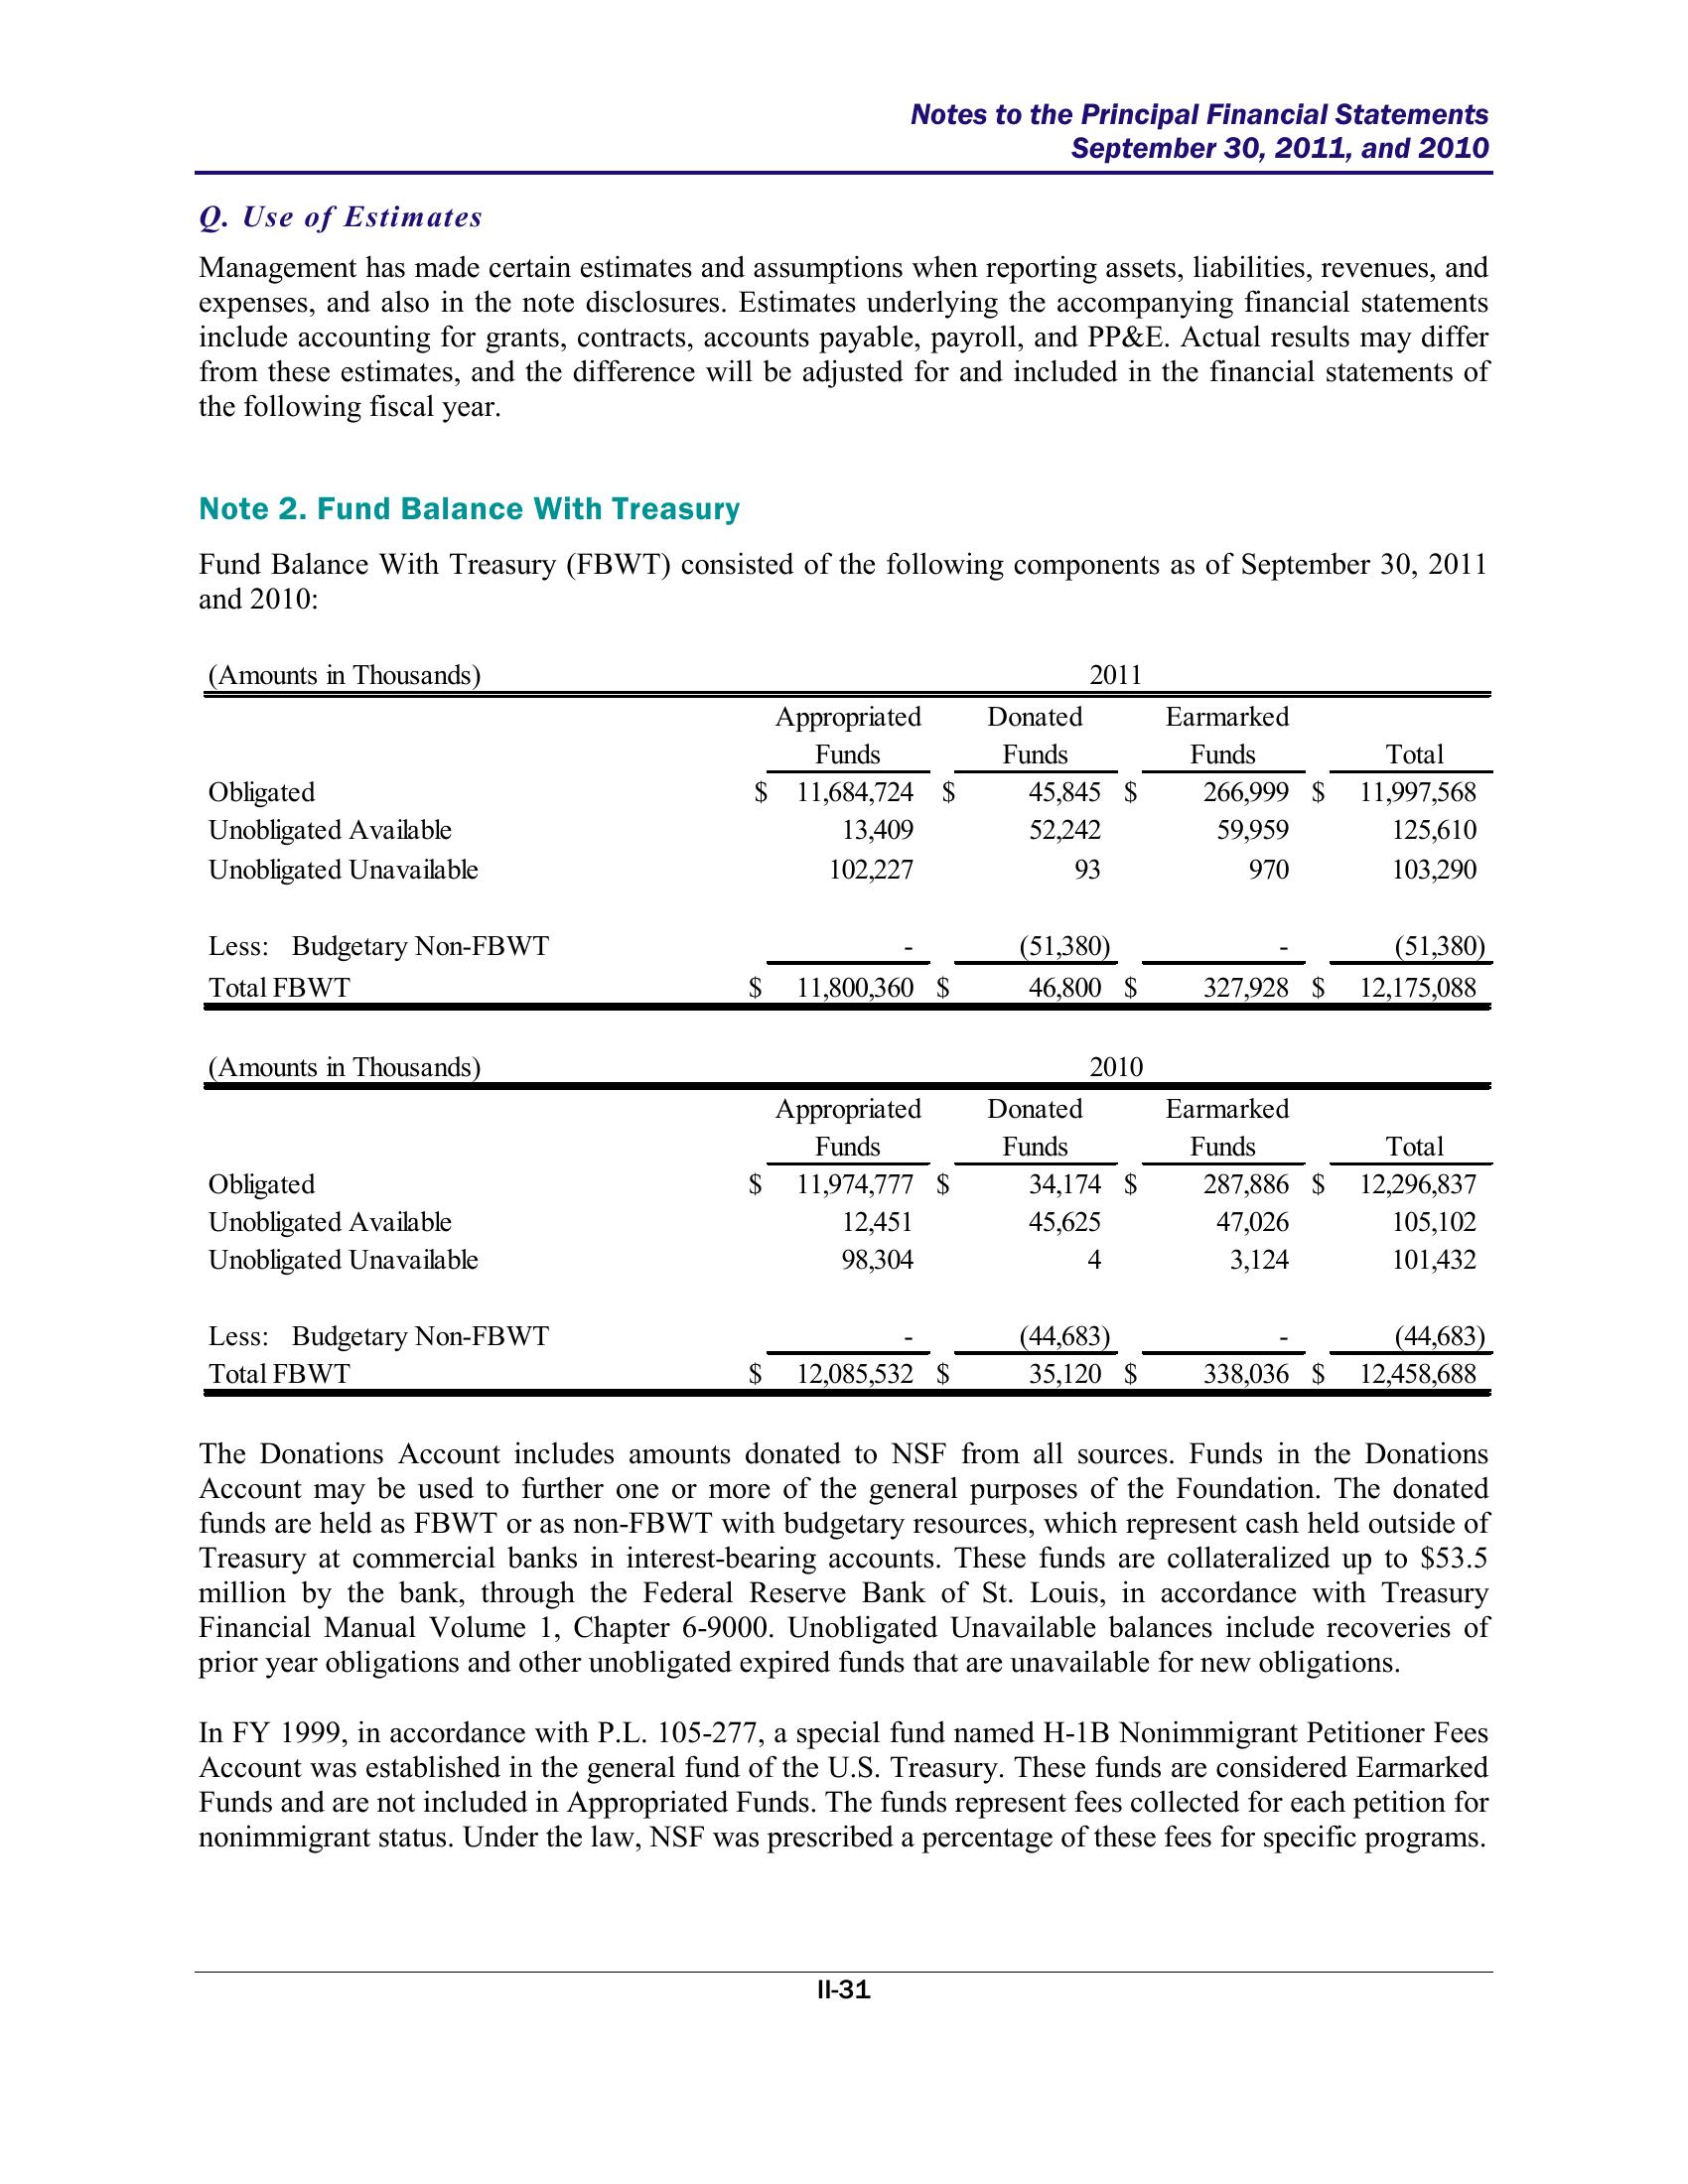 Notes to the Principal Financial Statements
September 30, 2011, and 2010
Q. Use of Estimates
Management has made certain estimates and assumptions when reporting assets, liabilities, revenues, and
expenses, and also in the note disclosures. Estimates underlying the accompanying financial statements
include accounting for grants, contracts, accounts payable, payroll, and PP&E. Actual results may differ
from these estimates, and the difference will be adjusted for and included in the financial statements of
the following fiscal year.
Note 2. Fund Balance With Treasury
Fund Balance With Treasury (FBWT) consisted of the following components as of September 30, 2011
and 2010:
(Amounts in Thousands) 2011
Appropriated Donated Earmarked
Funds Funds Funds Total
Obligated $ 11,684,724 $ 45,845 $ 266,999 $ 11,997,568
Unobligated Available 13,409 52,242 59,959 125,610
Unobligated Unavailable 102,227 93 970 103,290
Less: Budgetary Non-FBWT - (51,380) - (51,380)
Total FBWT $ 11,800,360 $ 46,800 $ 327,928 $ 12,175,088
(Amounts in Thousands) 2010
Appropriated Donated Earmarked
Funds Funds Funds Total
Obligated $ 11,974,777 $ 34,174 $ 287,886 $ 12,296,837
Unobligated Available 12,451 45,625 47,026 105,102
Unobligated Unavailable 98,304 4 3,124 101,432
Less: Budgetary Non-FBWT - (44,683) - (44,683)
Total FBWT $ 12,085,532 $ 35,120 $ 338,036 $ 12,458,688
The Donations Account includes amounts donated to NSF from all sources. Funds in the Donations
Account may be used to further one or more of the general purposes of the Foundation. The donated
funds are held as FBWT or as non-FBWT with budgetary resources, which represent cash held outside of
Treasury at commercial banks in interest-bearing accounts. These funds are collateralized up to $53.5
million by the bank, through the Federal Reserve Bank of St. Louis, in accordance with Treasury
Financial Manual Volume 1, Chapter 6-9000. Unobligated Unavailable balances include recoveries of
prior year obligations and other unobligated expired funds that are unavailable for new obligations.
In FY 1999, in accordance with P.L. 105-277, a special fund named H-1B Nonimmigrant Petitioner Fees
Account was established in the general fund of the U.S. Treasury. These funds are considered Earmarked
Funds and are not included in Appropriated Funds. The funds represent fees collected for each petition for
nonimmigrant status. Under the law, NSF was prescribed a percentage of these fees for specific programs.
II-31